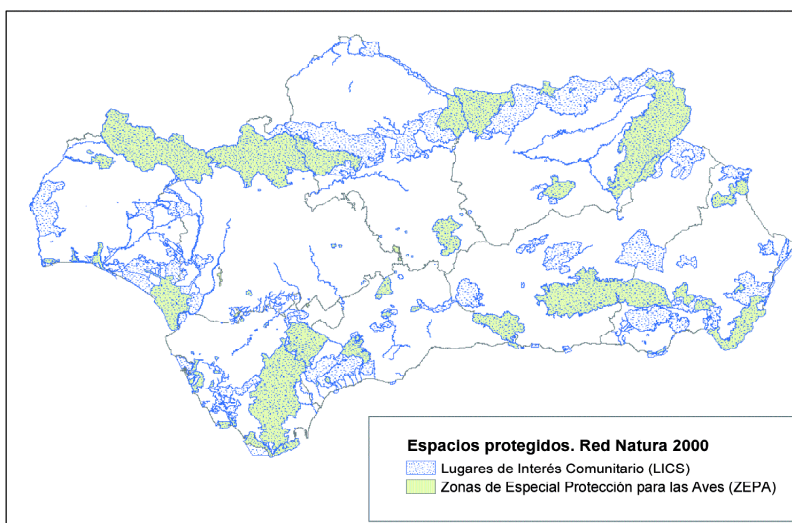 Espacios protegidos. Red Natura 2000
Lugares de Interés Comunitario (LICS)
Zonas de Especial Protección para las Aves (ZEPA)